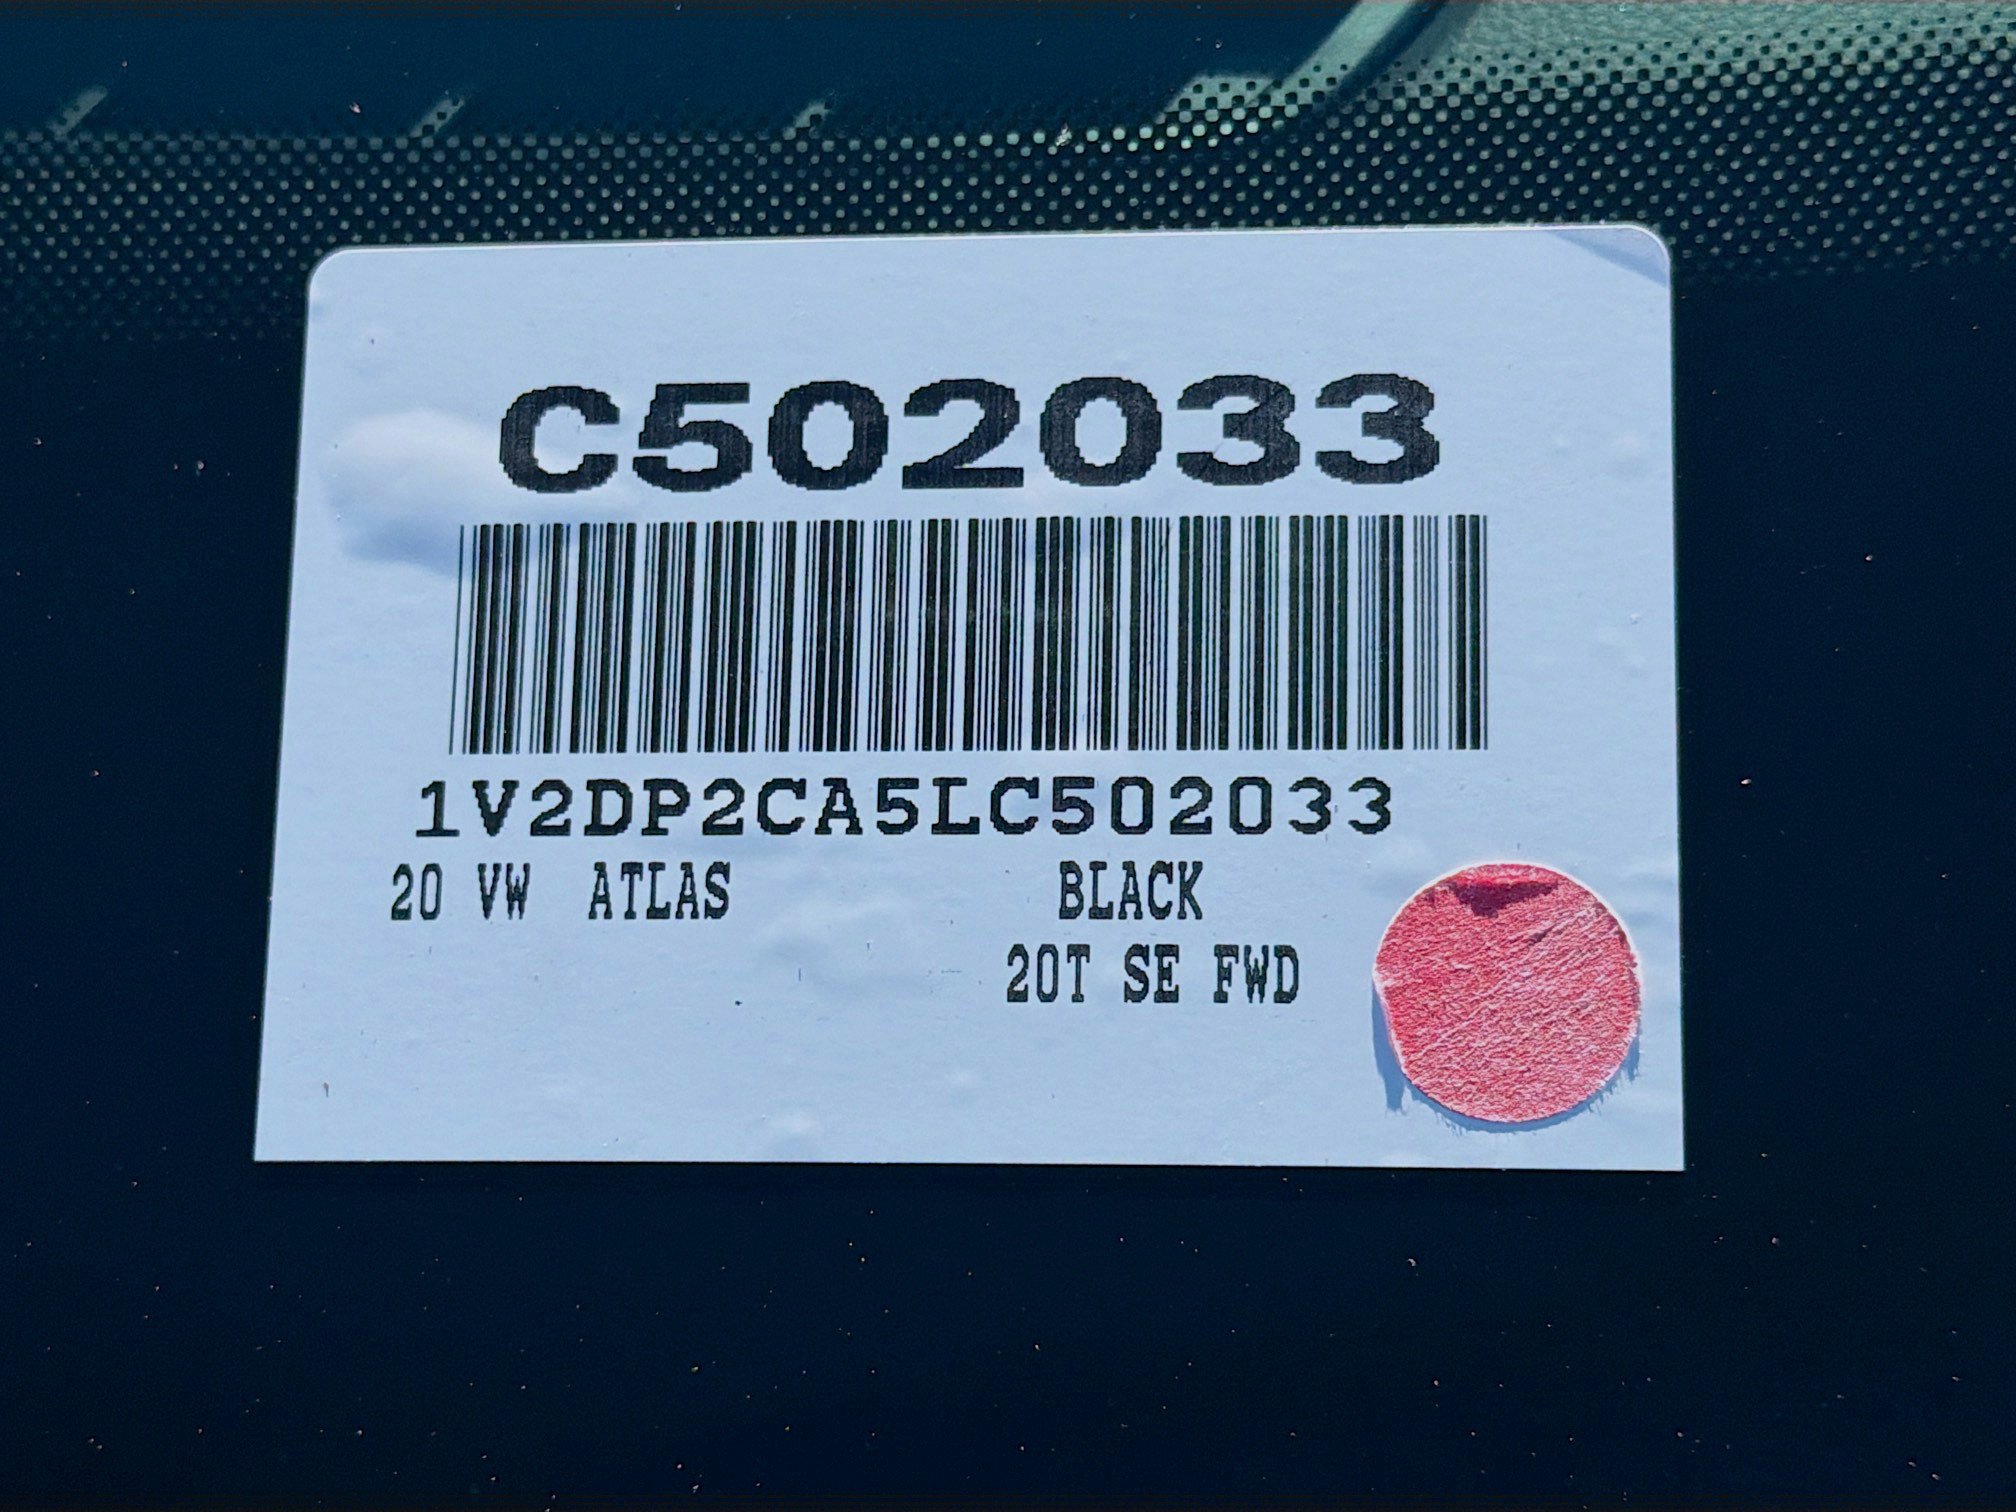 C502033
1V2DP2CA5LC502033
20 VW ATLAS BLACK
20T SE FWD